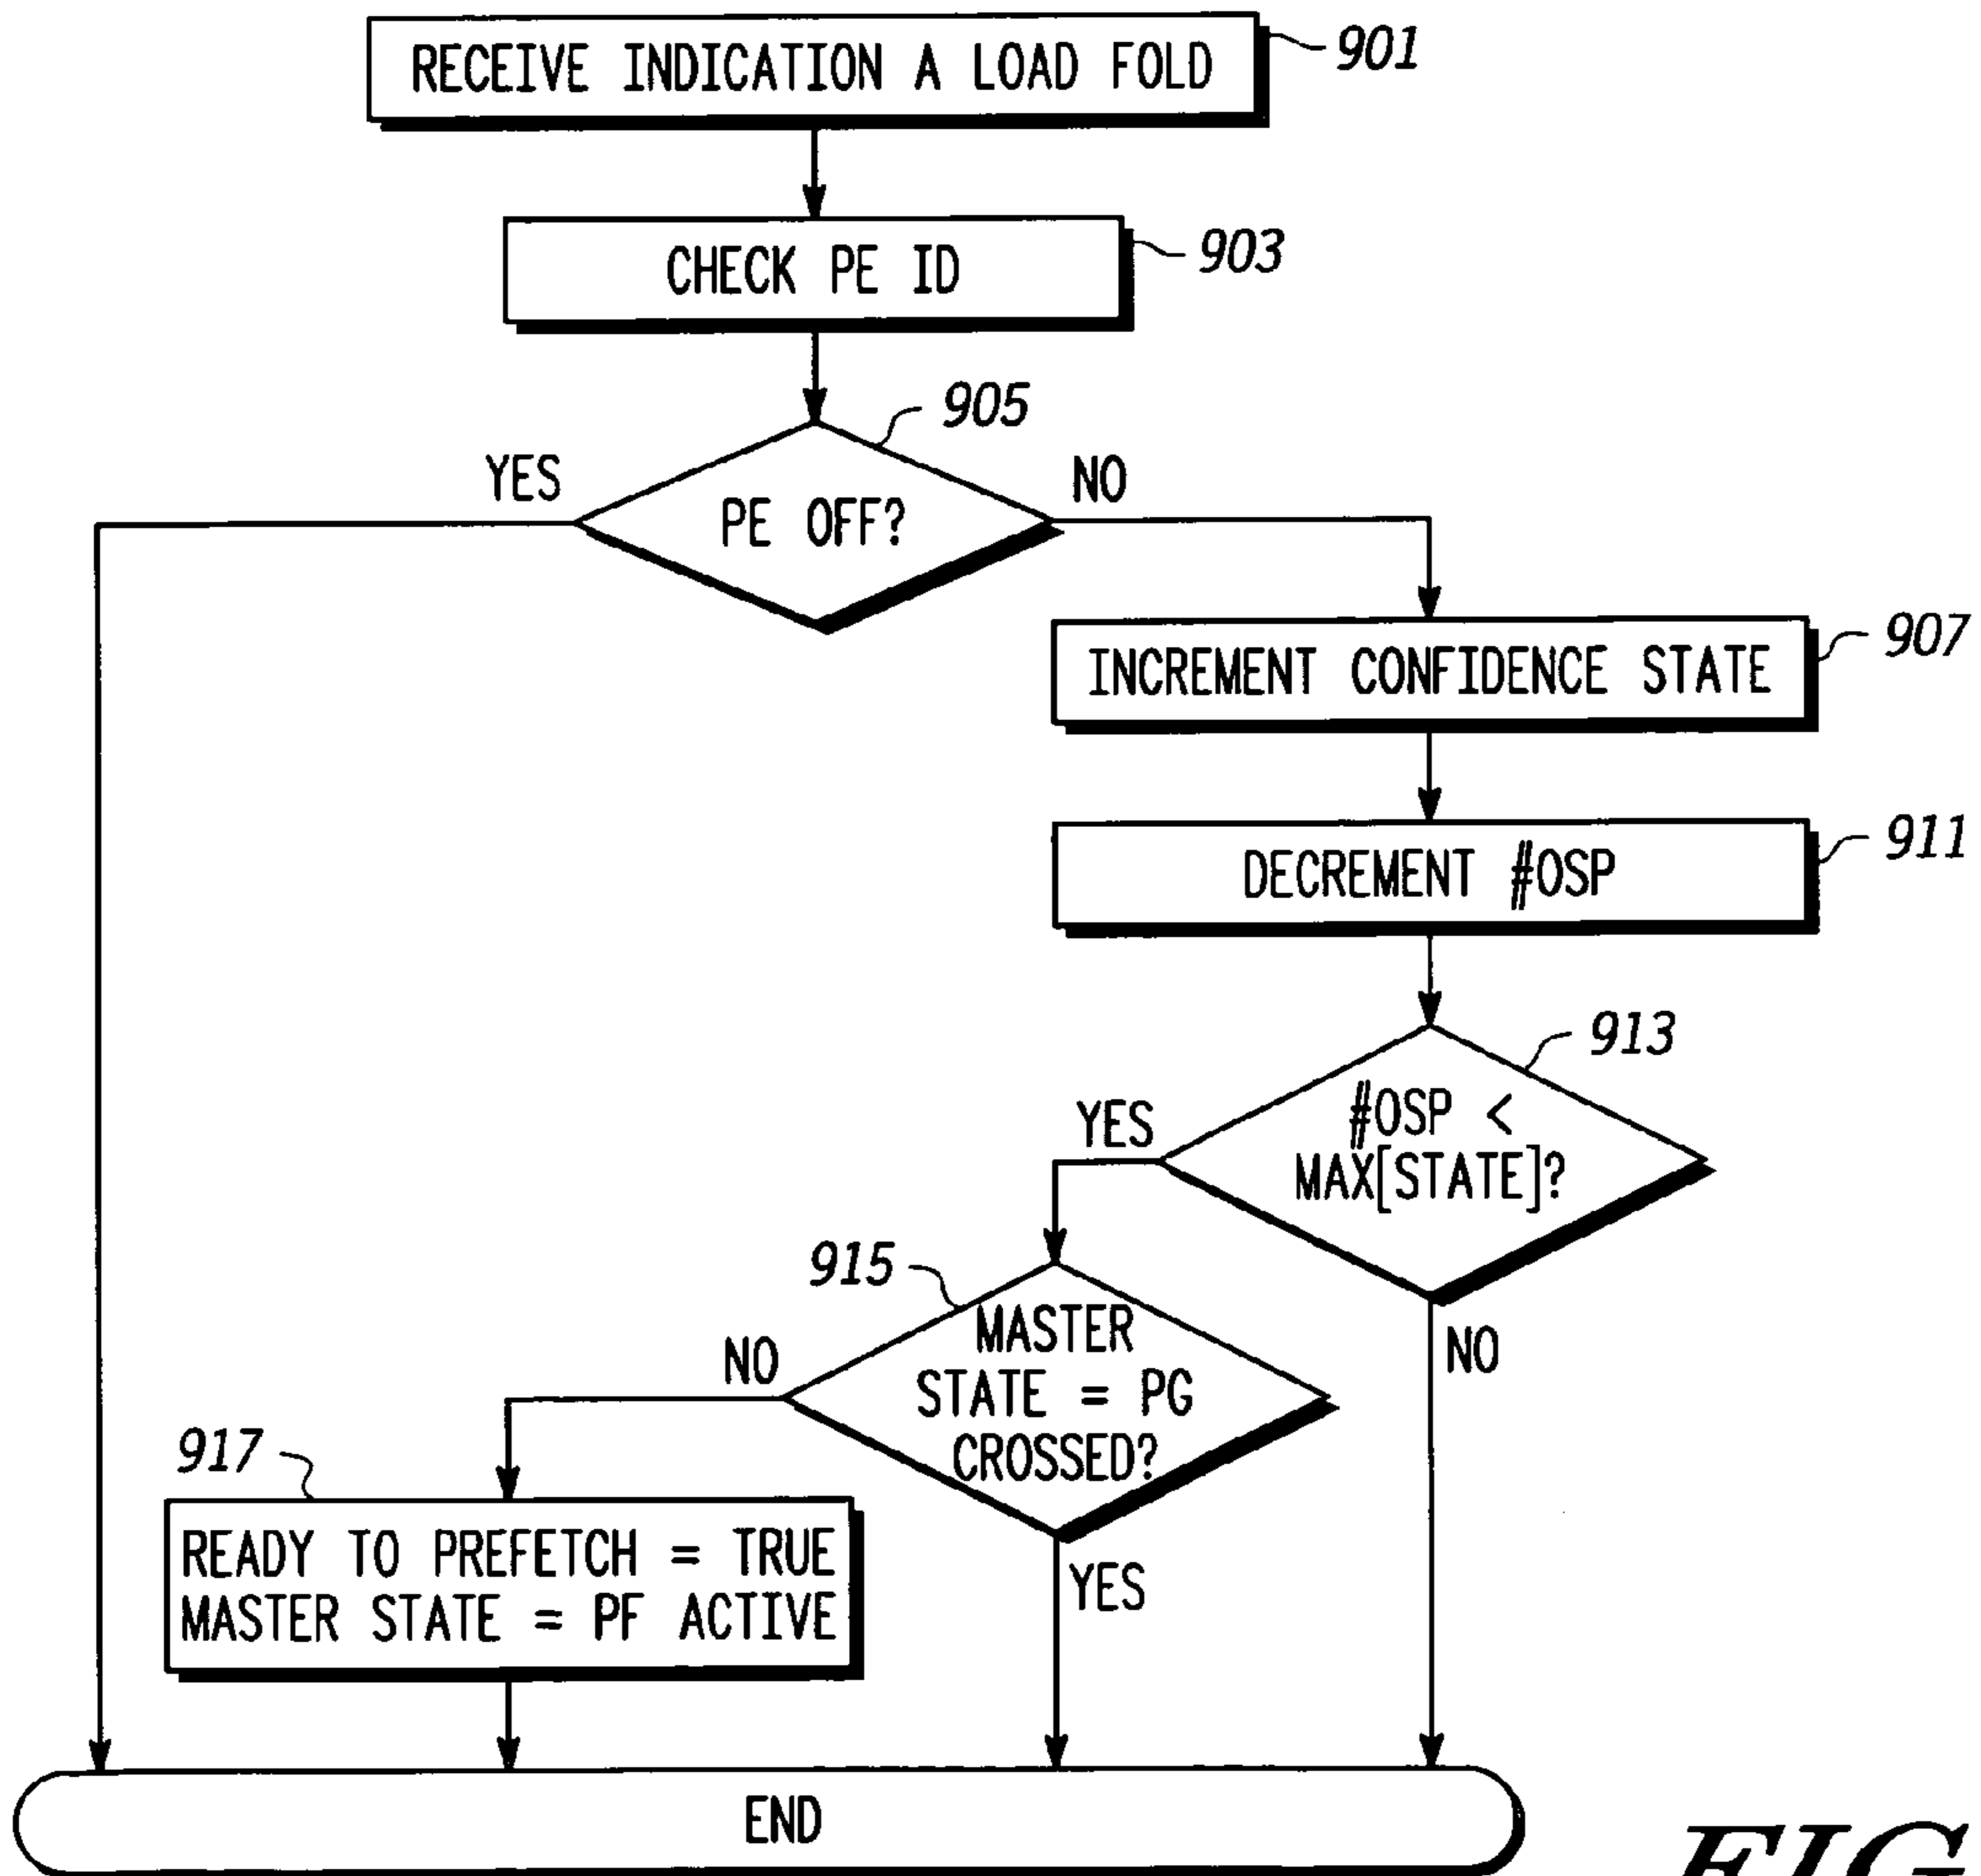 RECEIVE INDICATION A LOAD FOLD
901
CHECK PE ID
903
905
YES
PE OFF?
NO
INCREMENT CONFIDENCE STATE
907
DECREMENT #OSP
911
913
#OSP <
MAX[STATE]?
YES
NO
915
MASTER
STATE = PG
CROSSED?
NO
YES
917
READY TO PREFETCH = TRUE
MASTER STATE = PF ACTIVE
END
FIG